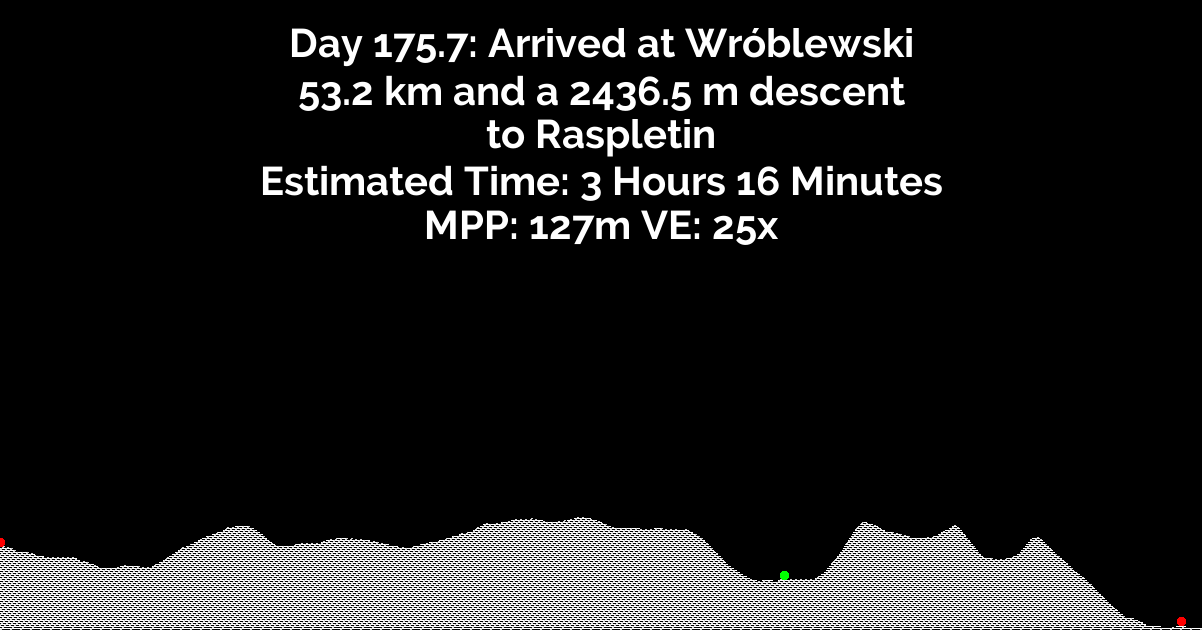 Day 175.7: Arrived at Wróblewski
53.2 km and a 2436.5 m descent
to Raspletin
Estimated Time: 3 Hours 16 Minutes
MPP: 127m VE: 25x